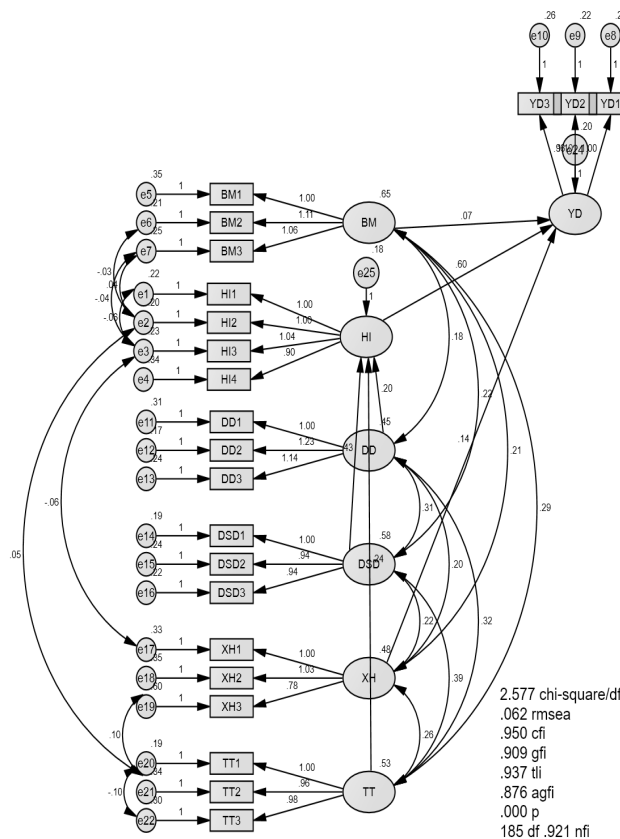 .26 .22 .2
e10 e9 e8
1 1 1
YD3 YD2 YD1
.20
e24
1.00
1
YD
.35
e5 1 BM1 1.00
.21
e6 1 BM2 1.11
.25
e7 1 BM3 1.06
BM .65
.07
.18
e25
1
.60
-.03
.04
-.04
-.06
.22
e1 1 HI1 1.00
.20
e2 1 HI2 1.00
.23
e3 1 HI3 1.04
.34
e4 1 HI4 .90
HI
.18
.20
.22
.14
.21
.29
.31
e11 1 DD1 1.00
.17
e12 1 DD2 1.23
.24
e13 1 DD3 1.14
DD .45
.43
-.06
.31
.20
.32
.05
.19
e14 1 DSD1 1.00
.24
e15 1 DSD2 .94
.22
e16 1 DSD3 .94
DSD .58
.24
.22
.39
.33
e17 1 XH1 1.00
.35
e18 1 XH2 1.03
.60
e19 1 XH3 .78
XH .48
.26
.10
-.10
.19
e20 1 TT1 1.00
.34
e21 1 TT2 .96
.30
e22 1 TT3 .98
TT .53
2.577 chi-square/df
.062 rmsea
.950 cfi
.909 gfi
.937 tli
.876 agfi
.000 p
185 df .921 nfi